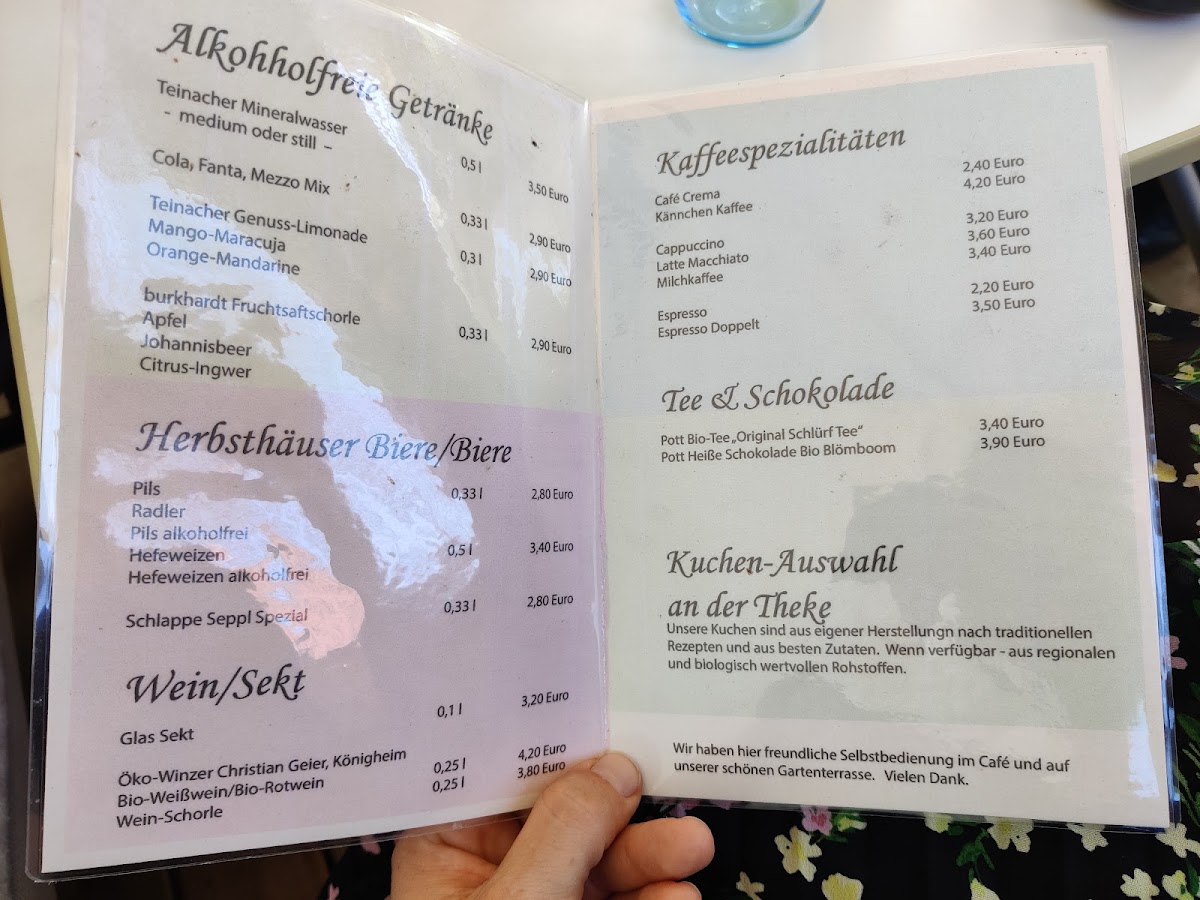 Alkohholfreie Getränke
Teinacher Mineralwasser
- medium oder still – 0,5 l 3,50 Euro
Cola, Fanta, Mezzo Mix 0,33 l 2,90 Euro
Teinacher Genuss-Limonade 0,3 l 2,90 Euro
Mango-Maracuja
Orange-Mandarine
burkhardt Fruchtsaftschorle 0,33 l 2,90 Euro
Apfel
Johannisbeer
Citrus-Ingwer
Herbsthäuser Biere/Biere
Pils 0,33 l 2,80 Euro
Radler
Pils alkoholfrei
Hefeweizen 0,5 l 3,40 Euro
Hefeweizen alkoholfrei
Schlappe Seppl Spezial 0,33 l 2,80 Euro
Wein/Sekt
Glas Sekt 0,1 l 3,20 Euro
Öko-Winzer Christian Geier, Königheim
Bio-Weißwein/Bio-Rotwein 0,25 l 4,20 Euro
Wein-Schorle 0,25 l 3,80 Euro
Kaffeespezialitäten
Café Crema 2,40 Euro
Kännchen Kaffee 4,20 Euro
Cappuccino 3,20 Euro
Latte Macchiato 3,60 Euro
Milchkaffee 3,40 Euro
Espresso 2,20 Euro
Espresso Doppelt 3,50 Euro
Tee & Schokolade
Pott Bio-Tee „Original Schlürf Tee“ 3,40 Euro
Pott Heiße Schokolade Bio Blömboom 3,90 Euro
Kuchen-Auswahl
an der Theke
Unsere Kuchen sind aus eigener Herstellungn nach traditionellen
Rezepten und aus besten Zutaten. Wenn verfügbar - aus regionalen
und biologisch wertvollen Rohstoffen.
Wir haben hier freundliche Selbstbedienung im Café und auf
unserer schönen Gartenterrasse. Vielen Dank.